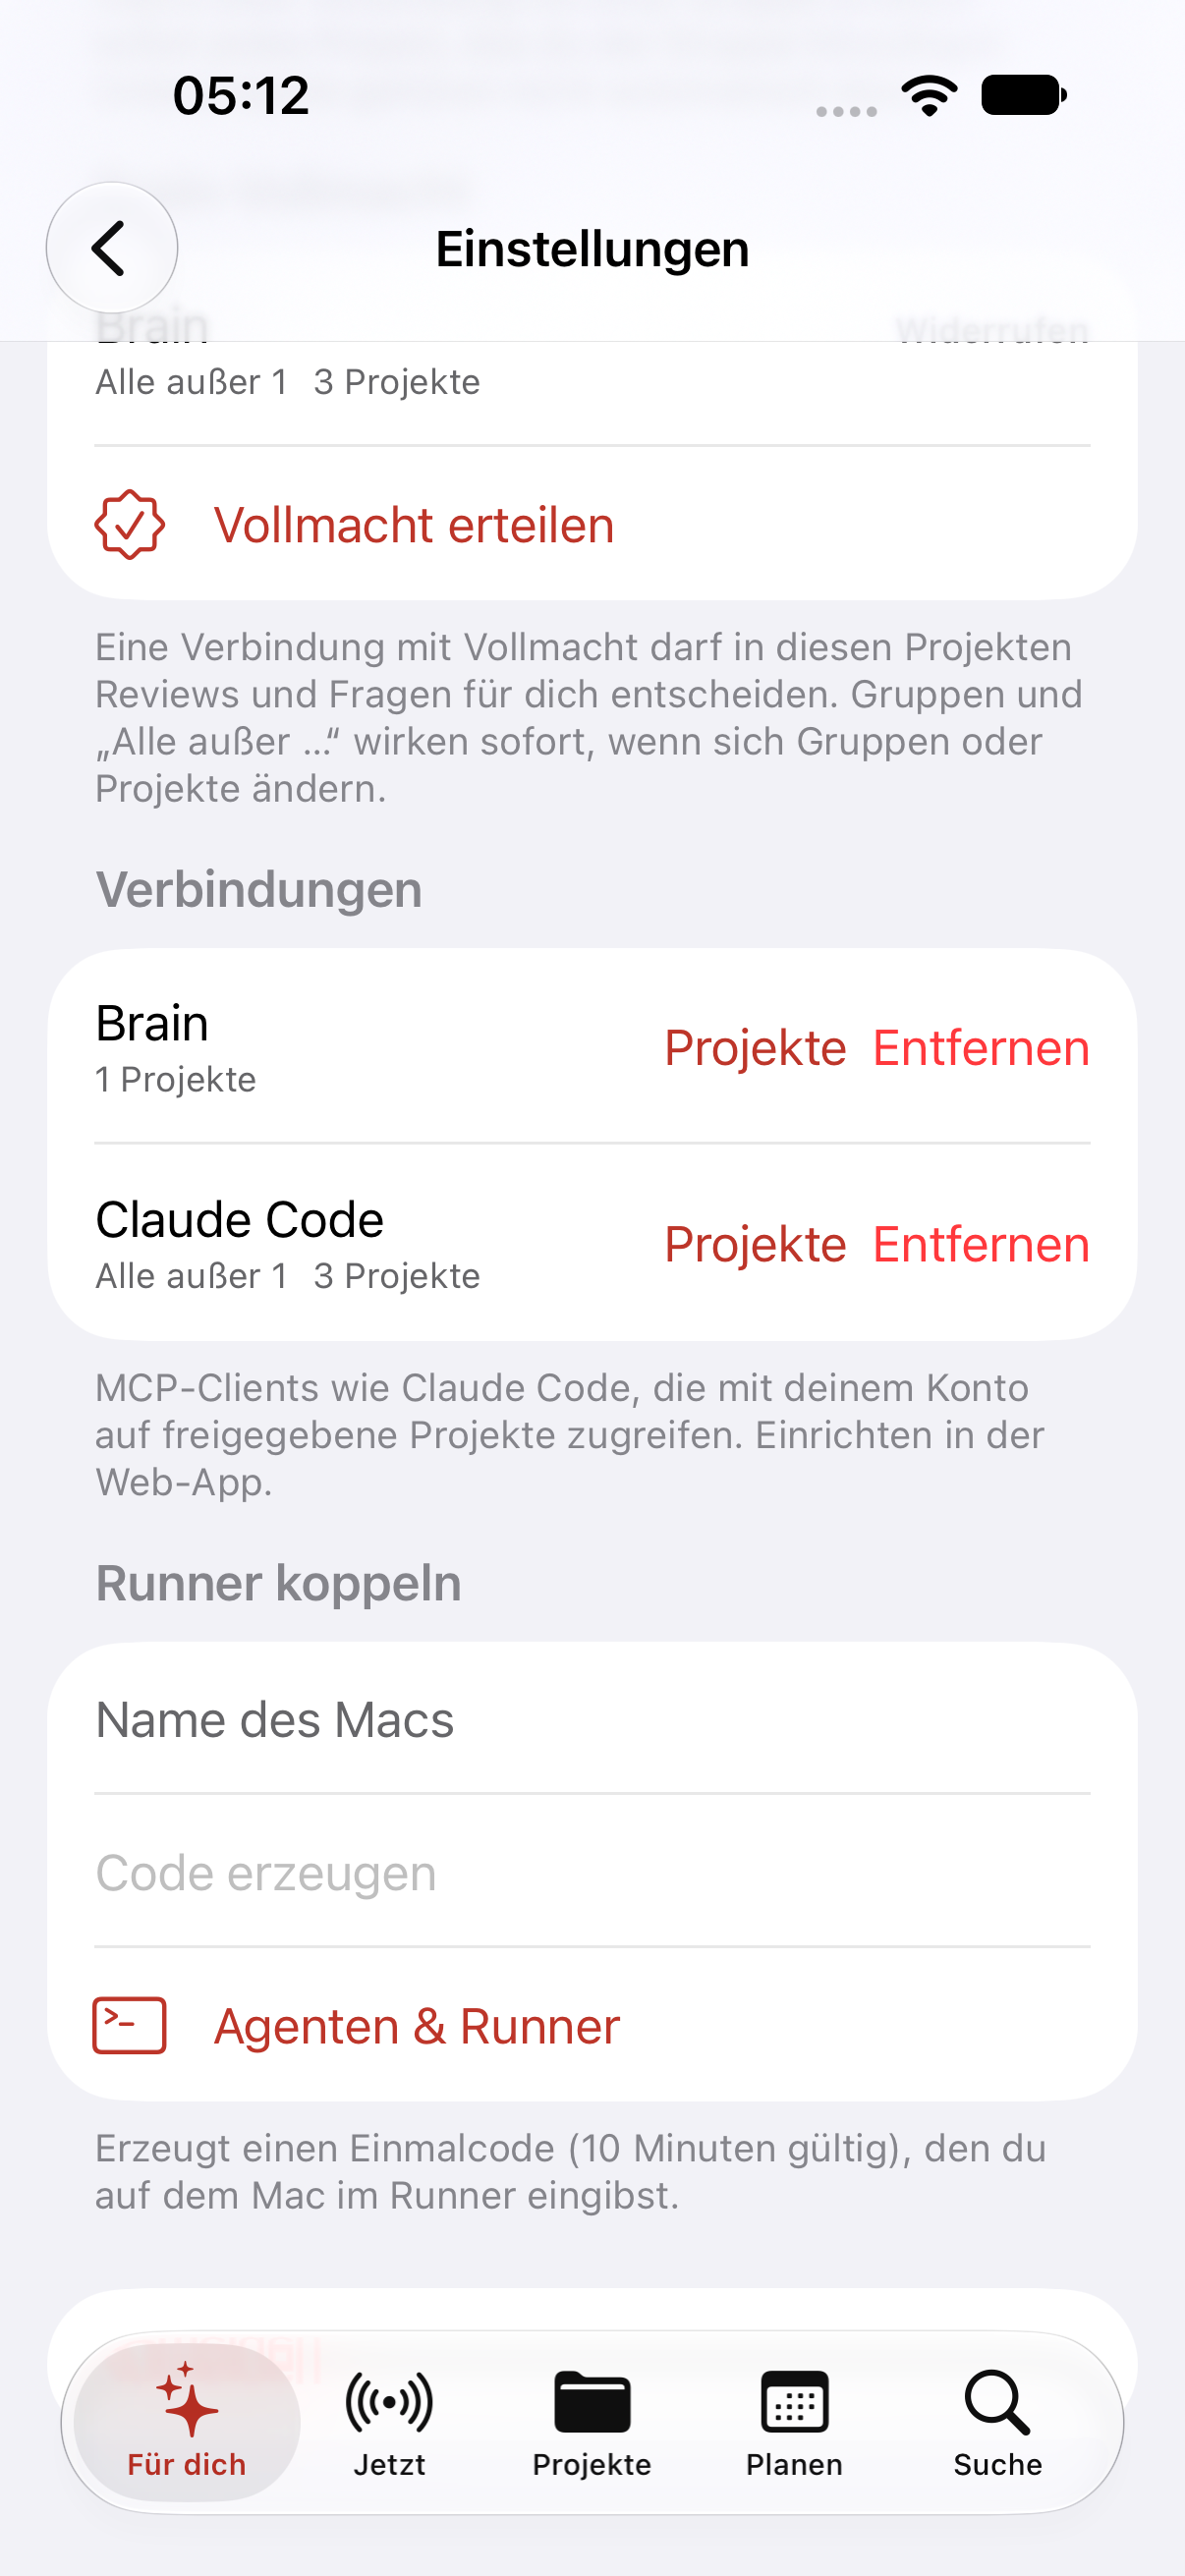 05:12
Einstellungen
Brain
Widerrufen
Alle außer 1 3 Projekte
Vollmacht erteilen
Eine Verbindung mit Vollmacht darf in diesen Projekten
Reviews und Fragen für dich entscheiden. Gruppen und
„Alle außer …“ wirken sofort, wenn sich Gruppen oder
Projekte ändern.
Verbindungen
Brain
1 Projekte
Projekte Entfernen
Claude Code
Alle außer 1 3 Projekte
Projekte Entfernen
MCP-Clients wie Claude Code, die mit deinem Konto
auf freigegebene Projekte zugreifen. Einrichten in der
Web-App.
Runner koppeln
Name des Macs
Code erzeugen
Agenten & Runner
Erzeugt einen Einmalcode (10 Minuten gültig), den du
auf dem Mac im Runner eingibst.
Für dich
Jetzt
Projekte
Planen
Suche